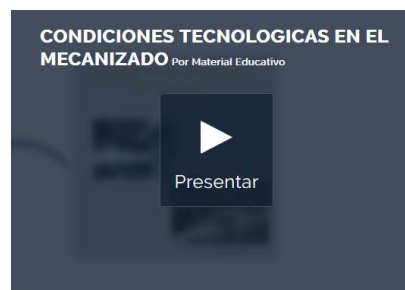 CONDICIONES TECNOLOGICAS EN EL
MECANIZADO Por Material Educativo
Presentar